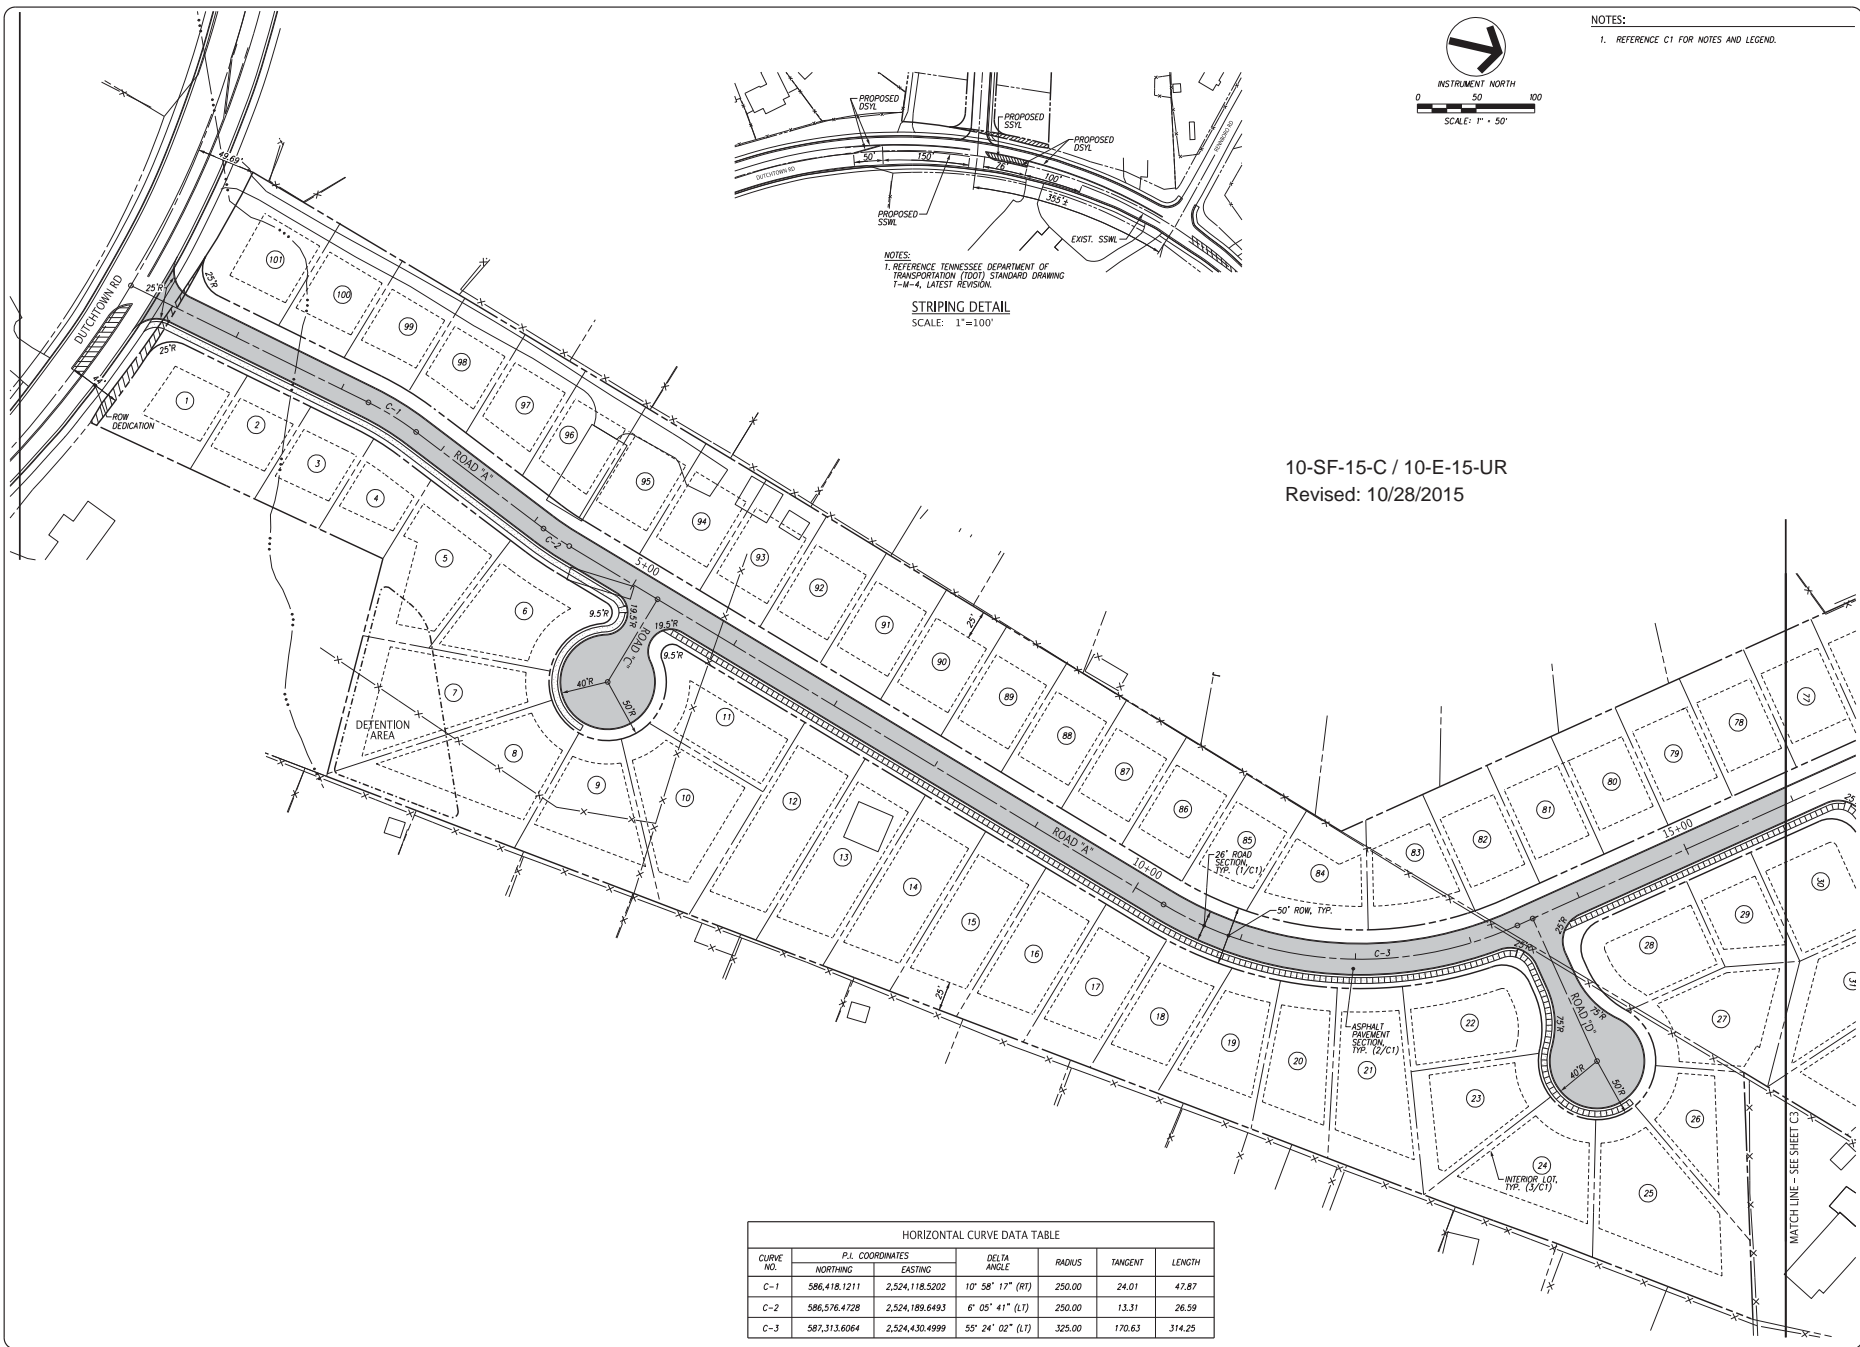 NOTES:
1. REFERENCE C1 FOR NOTES AND LEGEND.
INSTRUMENT NORTH
0 50 100
SCALE: 1" = 50'
PROPOSED
DSYL
PROPOSED
SSYL
PROPOSED
DSYL
50'
150'
76'
100'
355'±
DUTCHTOWN RD
PROPOSED
SSWL
EXIST. SSWL
NOTES:
1. REFERENCE TENNESSEE DEPARTMENT OF
TRANSPORTATION (TDOT) STANDARD DRAWING
T-M-4, LATEST REVISION.
STRIPING DETAIL
SCALE: 1"=100'
10-SF-15-C / 10-E-15-UR
Revised: 10/28/2015
49.69'
DUTCHTOWN RD
25'R
25'R
25'R
44'
ROW
DEDICATION
101
100
99
98
97
96
95
94
93
92
91
90
89
88
87
86
85
84
83
82
81
80
79
78
77
1
2
3
4
5
6
7
8
9
10
11
12
13
14
15
16
17
18
19
20
21
22
23
24
25
26
27
28
29
30
31
C-1
ROAD "A"
C-2
5+00
9.5'R
19.5'R
ROAD "C"
19.5'R
9.5'R
40'R
50'R
DETENTION
AREA
25'
25'
ROAD "A"
10+00
26' ROAD
SECTION,
TYP. (1/C1)
50' ROW, TYP.
C-3
15+00
ASPHALT
PAVEMENT
SECTION,
TYP. (2/C1)
25'R
25'R
75'R
75'R
ROAD "D"
40'R
50'R
INTERIOR LOT,
TYP. (3/C1)
MATCH LINE - SEE SHEET C3
HORIZONTAL CURVE DATA TABLE
CURVE NO. P.I. COORDINATES NORTHING EASTING DELTA ANGLE RADIUS TANGENT LENGTH
C-1 586,418.1211 2,524,118.5202 10° 58' 17" (RT) 250.00 24.01 47.87
C-2 586,576.4728 2,524,189.6493 6° 05' 41" (LT) 250.00 13.31 26.59
C-3 587,313.6064 2,524,430.4999 55° 24' 02" (LT) 325.00 170.63 314.25